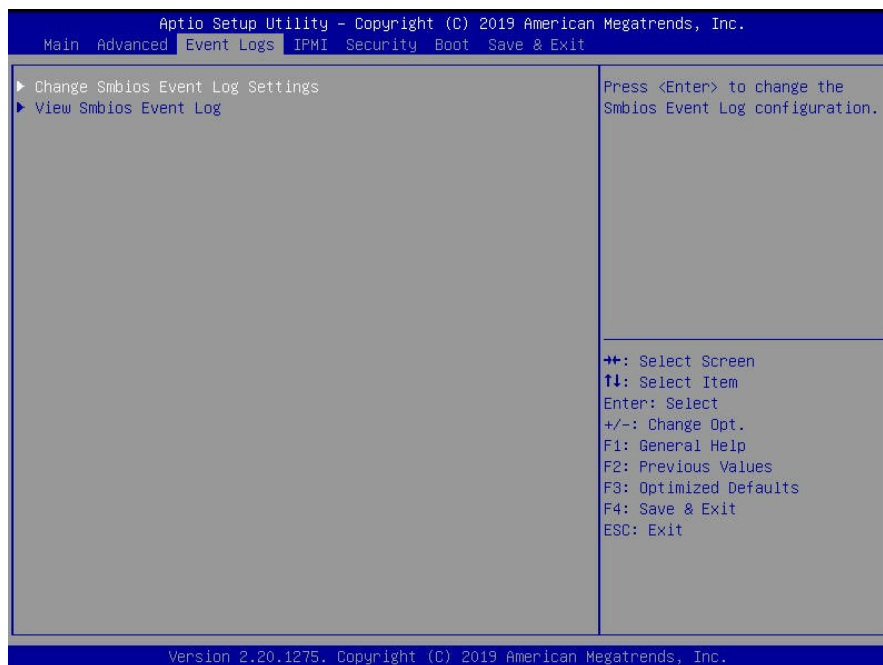 Aptio Setup Utility – Copyright (C) 2019 American Megatrends, Inc.
Main Advanced Event Logs IPMI Security Boot Save & Exit
▶ Change Smbios Event Log Settings
▶ View Smbios Event Log
Press <Enter> to change the
Smbios Event Log configuration.
→←: Select Screen
↑↓: Select Item
Enter: Select
+/-: Change Opt.
F1: General Help
F2: Previous Values
F3: Optimized Defaults
F4: Save & Exit
ESC: Exit
Version 2.20.1275. Copyright (C) 2019 American Megatrends, Inc.